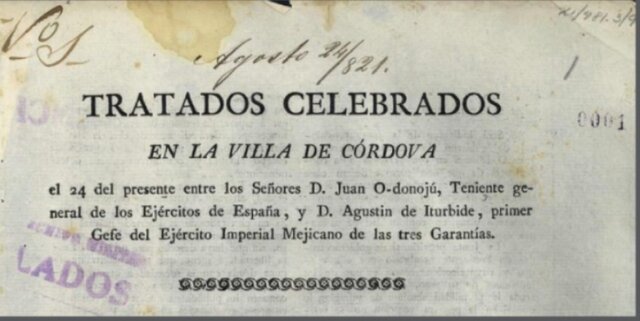 Nº 1
Agosto 24/821.
0001
TRATADOS CELEBRADOS
EN LA VILLA DE CÓRDOVA
el 24 del presente entre los Señores D. Juan O-donojú, Teniente ge-
neral de los Ejércitos de España, y D. Agustin de Iturbide, primer
Gefe del Ejército Imperial Mejicano de las tres Garantías.
LADOS